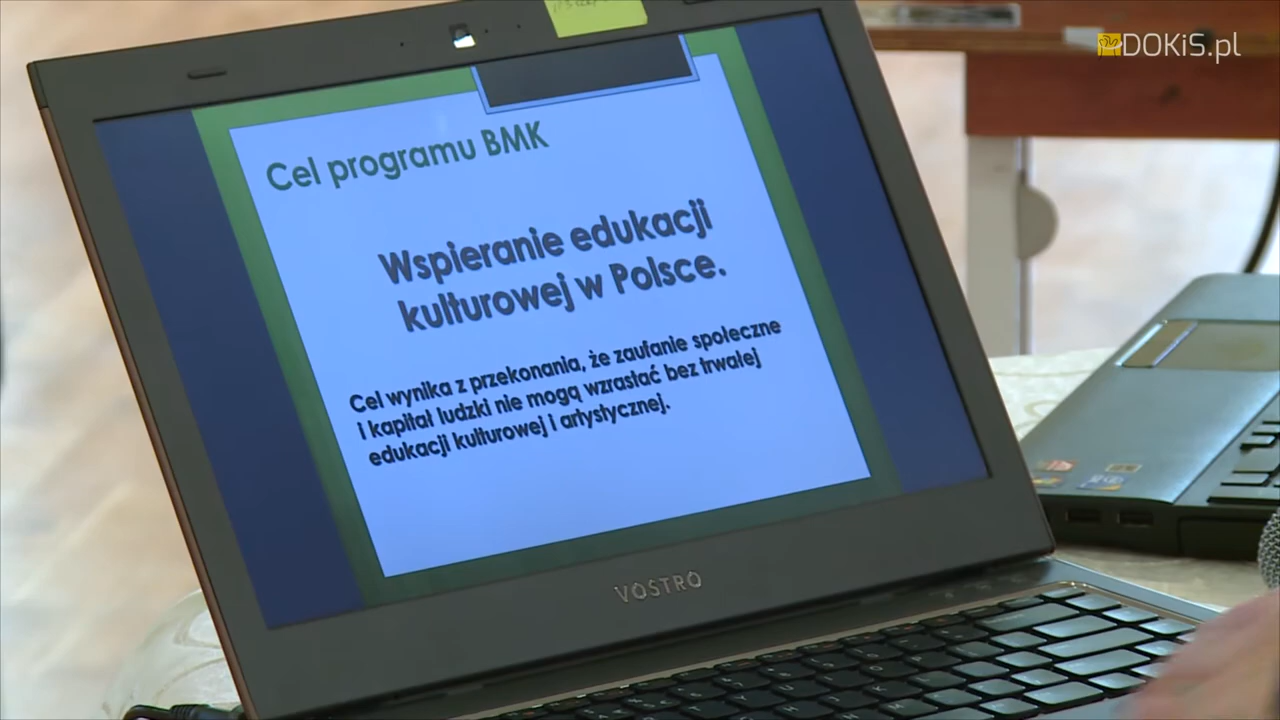 DOKiS.pl
Cel programu BMK
Wspieranie edukacji
kulturowej w Polsce.
Cel wynika z przekonania, że zaufanie społeczne
i kapitał ludzki nie mogą wzrastać bez trwałej
edukacji kulturowej i artystycznej.
VOSTRO